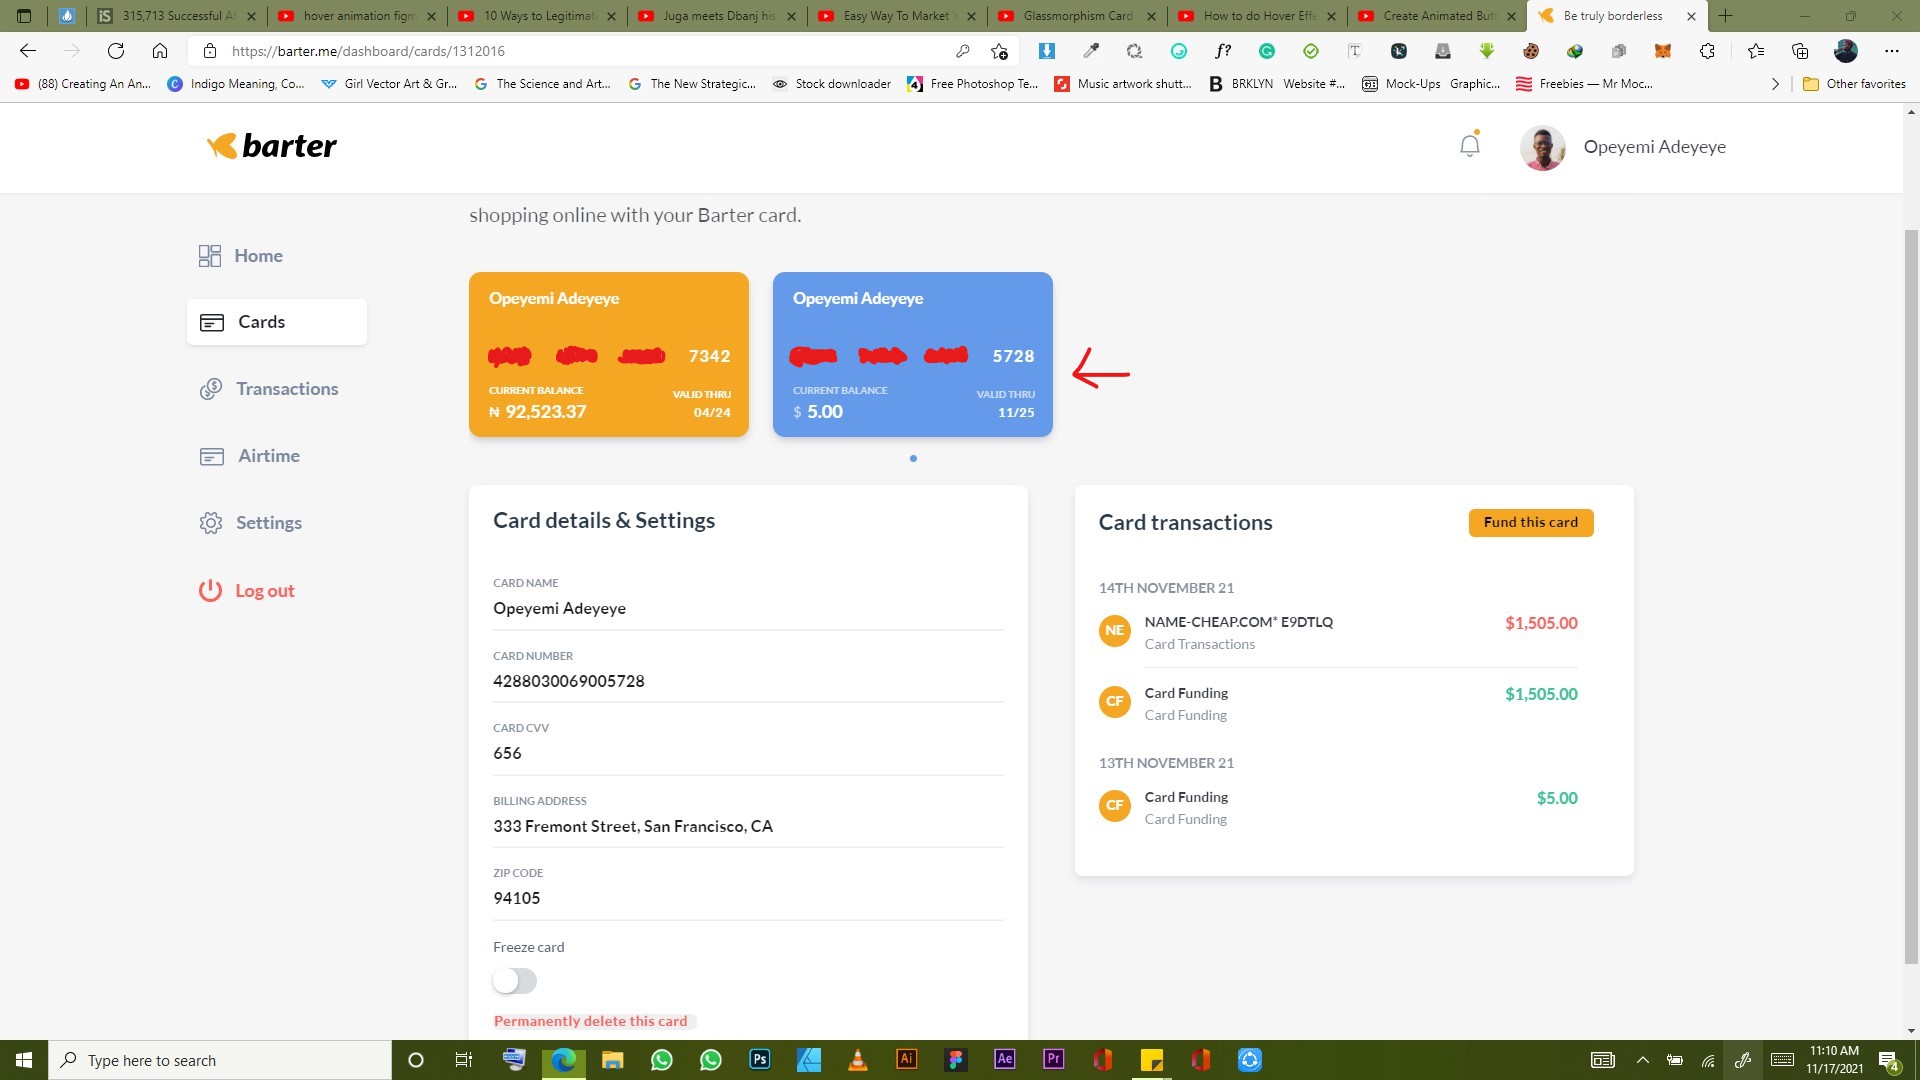 315,713 Successful Af
hover animation figm
10 Ways to Legitimat
Juga meets Dbanj his
Easy Way To Market Y
Glassmorphism Card
How to do Hover Effe
Create Animated Butt
Be truly borderless
https://barter.me/dashboard/cards/1312016
(88) Creating An An...
Indigo Meaning, Co...
Girl Vector Art & Gr...
The Science and Art...
The New Strategic...
Stock downloader
Free Photoshop Te...
Music artwork shutt...
BRKLYN Website #...
Mock-Ups Graphic...
Freebies — Mr Moc...
Other favorites
barter
Opeyemi Adeyeye
shopping online with your Barter card.
Home
Cards
Transactions
Airtime
Settings
Log out
Opeyemi Adeyeye
7342
CURRENT BALANCE
₦ 92,523.37
VALID THRU
04/24
Opeyemi Adeyeye
5728
CURRENT BALANCE
$ 5.00
VALID THRU
11/25
Card details & Settings
CARD NAME
Opeyemi Adeyeye
CARD NUMBER
4288030069005728
CARD CVV
656
BILLING ADDRESS
333 Fremont Street, San Francisco, CA
ZIP CODE
94105
Freeze card
Permanently delete this card
Card transactions
Fund this card
14TH NOVEMBER 21
NE
NAME-CHEAP.COM* E9DTLQ
$1,505.00
Card Transactions
CF
Card Funding
$1,505.00
Card Funding
13TH NOVEMBER 21
CF
Card Funding
$5.00
Card Funding
Type here to search
11:10 AM
11/17/2021
4